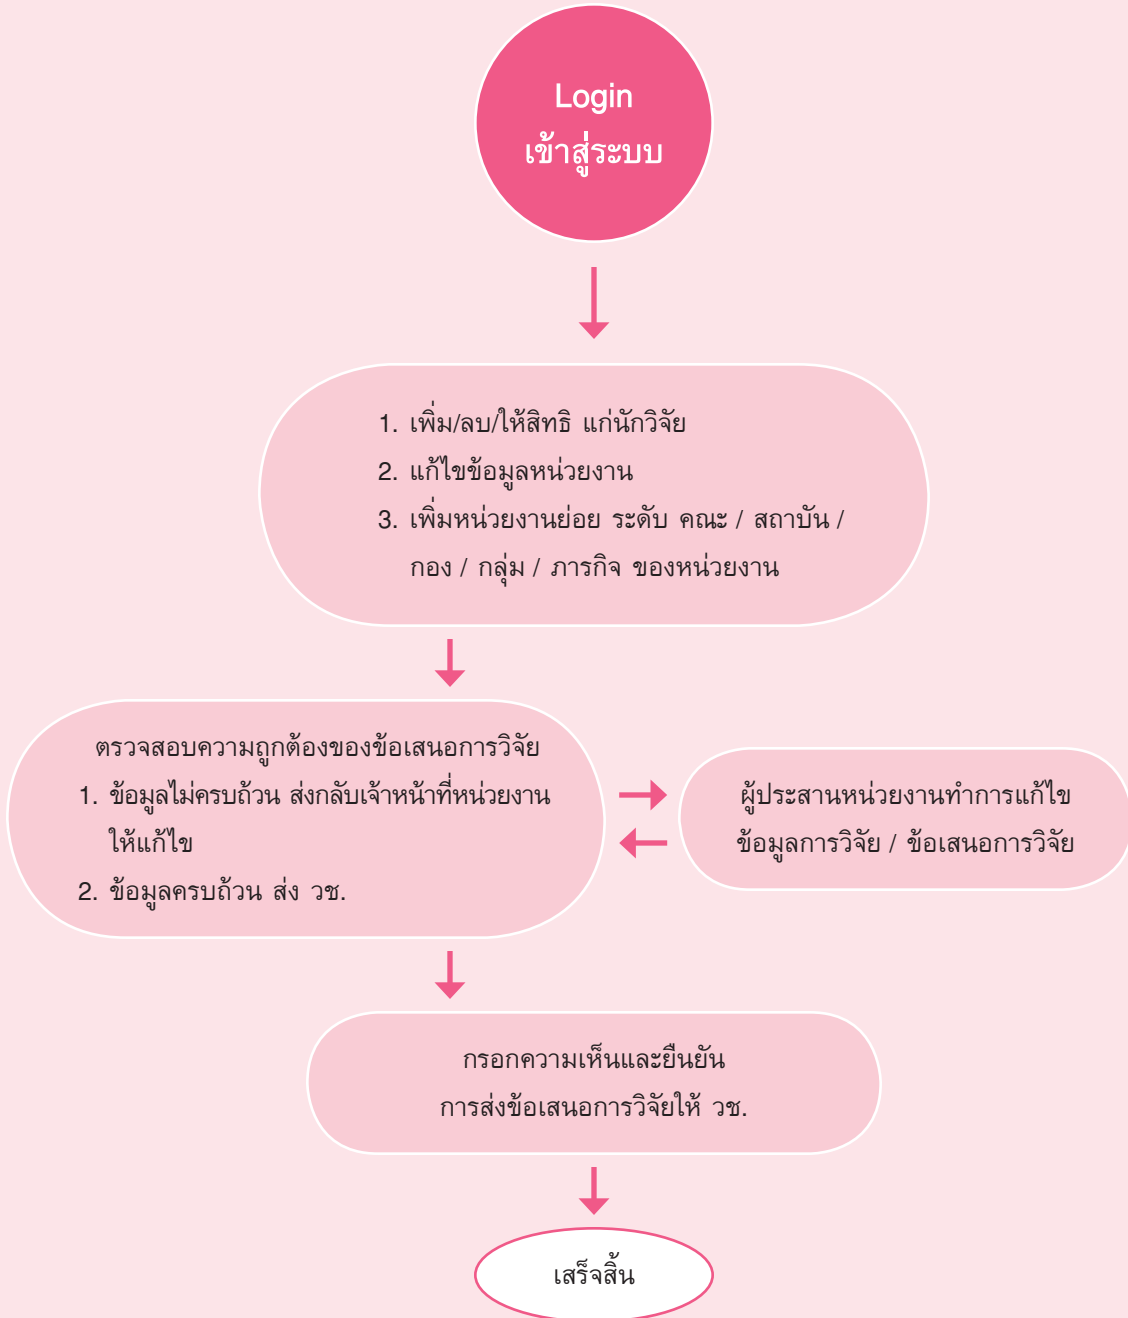 Login
เข้าสู่ระบบ
1. เพิ่ม/ลบ/ให้สิทธิ แก่นักวิจัย
2. แก้ไขข้อมูลหน่วยงาน
3. เพิ่มหน่วยงานย่อย ระดับ คณะ / สถาบัน /
กอง / กลุ่ม / ภารกิจ ของหน่วยงาน
ตรวจสอบความถูกต้องของข้อเสนอการวิจัย
1. ข้อมูลไม่ครบถ้วน ส่งกลับเจ้าหน้าที่หน่วยงาน
ให้แก้ไข
2. ข้อมูลครบถ้วน ส่ง วช.
ผู้ประสานหน่วยงานทำการแก้ไข
ข้อมูลการวิจัย / ข้อเสนอการวิจัย
กรอกความเห็นและยืนยัน
การส่งข้อเสนอการวิจัยให้ วช.
เสร็จสิ้น